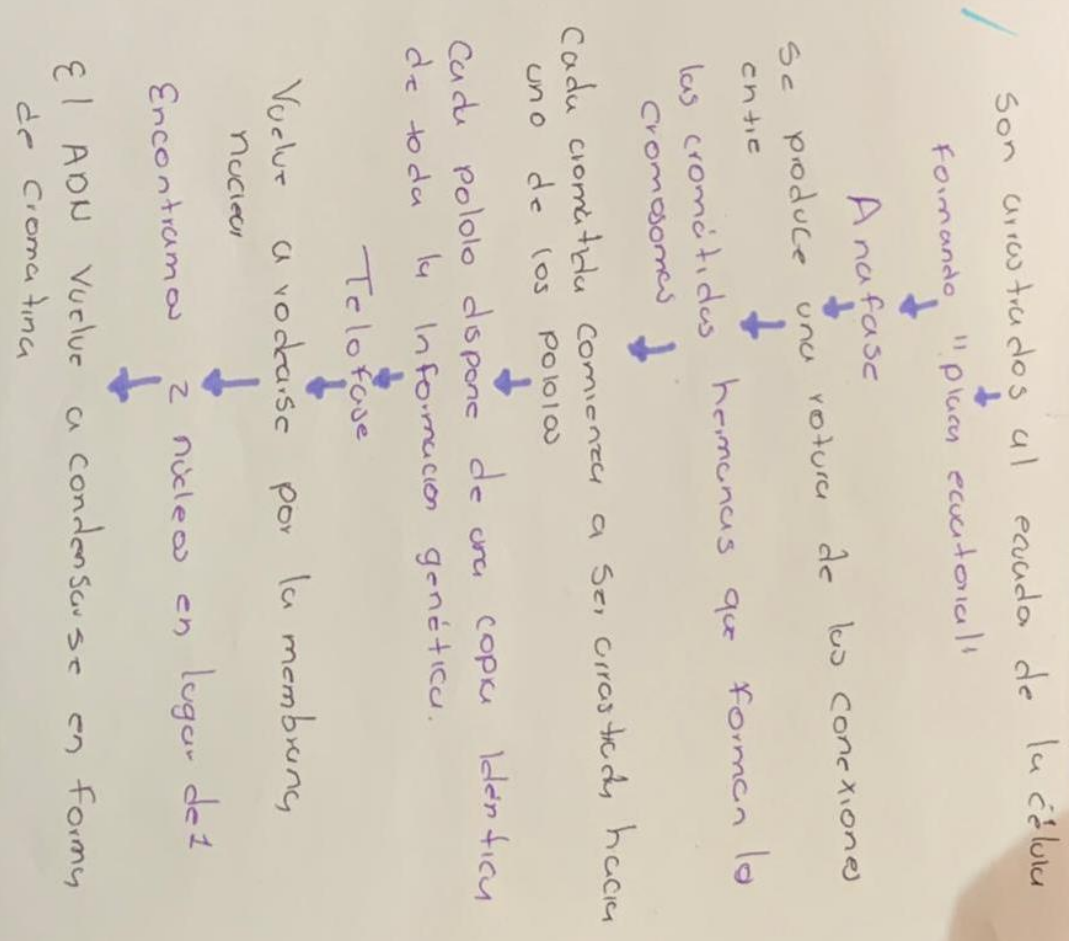 Son arrastrados al ecuada de la célula
Formando "placa ecuatorial"
Anafase
Se produce una rotura de las conexiones
entre
las cromátidas hermanas que forman lo
cromosomas
Cada cromátida comienza a ser arrastrada hacia
uno de los polos
Cada pololo dispone de una copia Idéntica
de toda la Información genética.
Telofase
Vuelve a rodearse por la membrana
nuclear
Encontramos 2 núcleos en lugar de 1
El ADN Vuelve a condensarse en forma
de cromatina